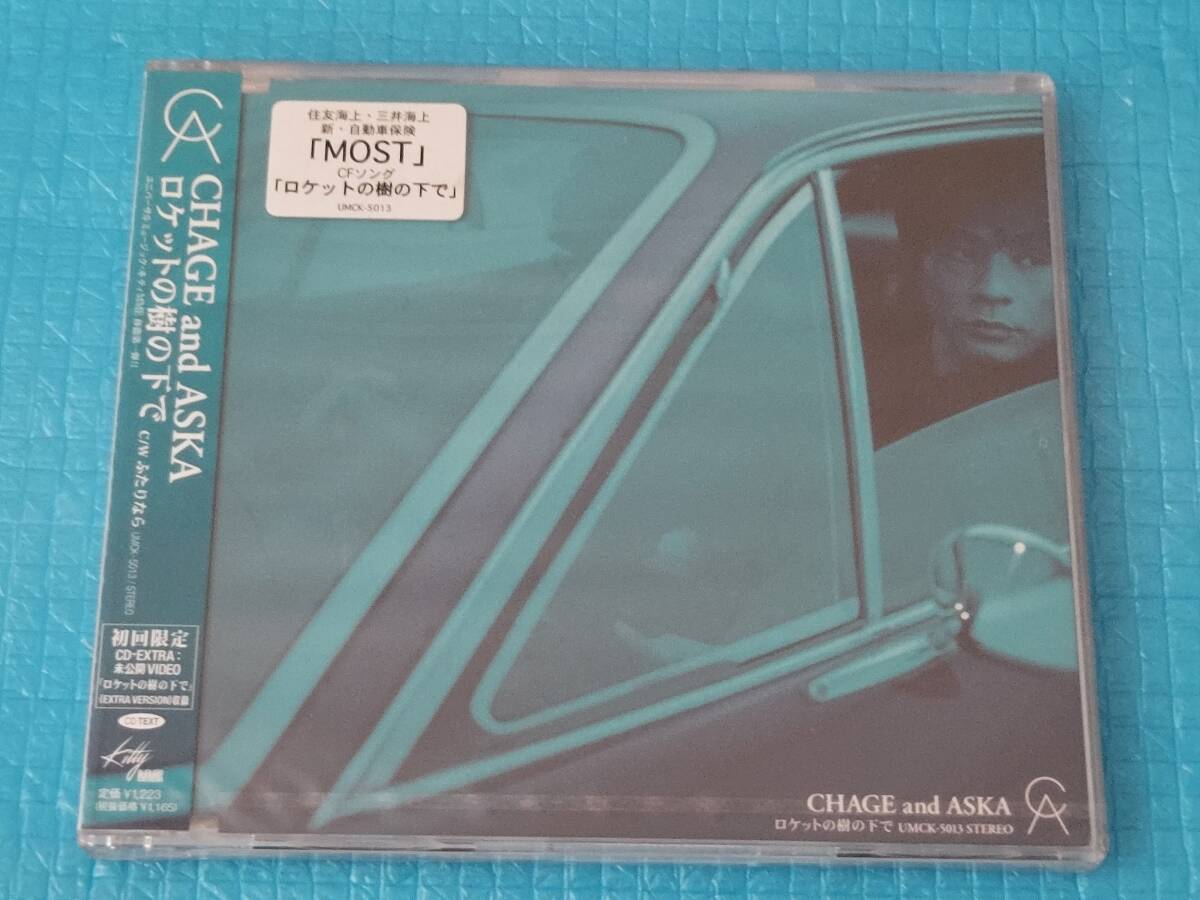 CHAGE and ASKA
ロケットの樹の下で
C/W ふたりなら UMCK-5013/STEREO
初回限定
CD-EXTRA:
未公開VIDEO
「ロケットの樹の下で」
(EXTRA VERSION)収録
CD TEXT
Kitty
MME
定価 ¥1,223
(税抜価格 ¥1,165)
住友海上・三井海上
新・自動車保険
「MOST」
CFソング
「ロケットの樹の下で」
UMCK-5013
CHAGE and ASKA
ロケットの樹の下で UMCK-5013 STEREO